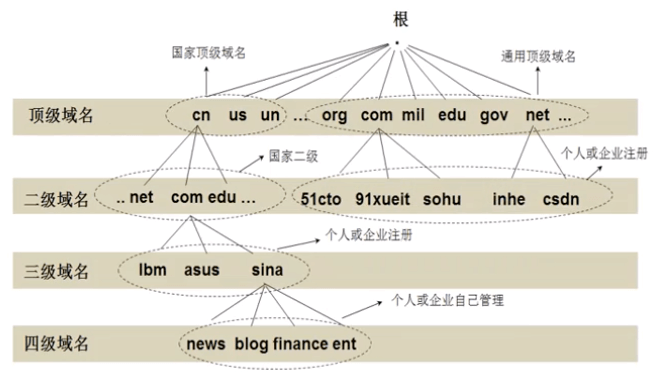 根
.
国家顶级域名
通用顶级域名
顶级域名 cn us un ... org com mil edu gov net ...
国家二级
个人或企业注册
二级域名 .. net com edu ... 51cto 91xueit sohu inhe csdn
个人或企业注册
三级域名 Ibm asus sina
个人或企业自己管理
四级域名 news blog finance ent